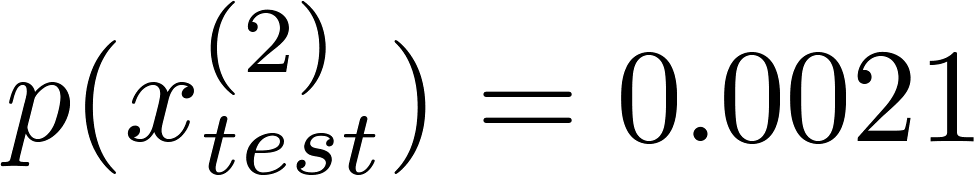 p(x_{test}^{(2)}) = 0.0021